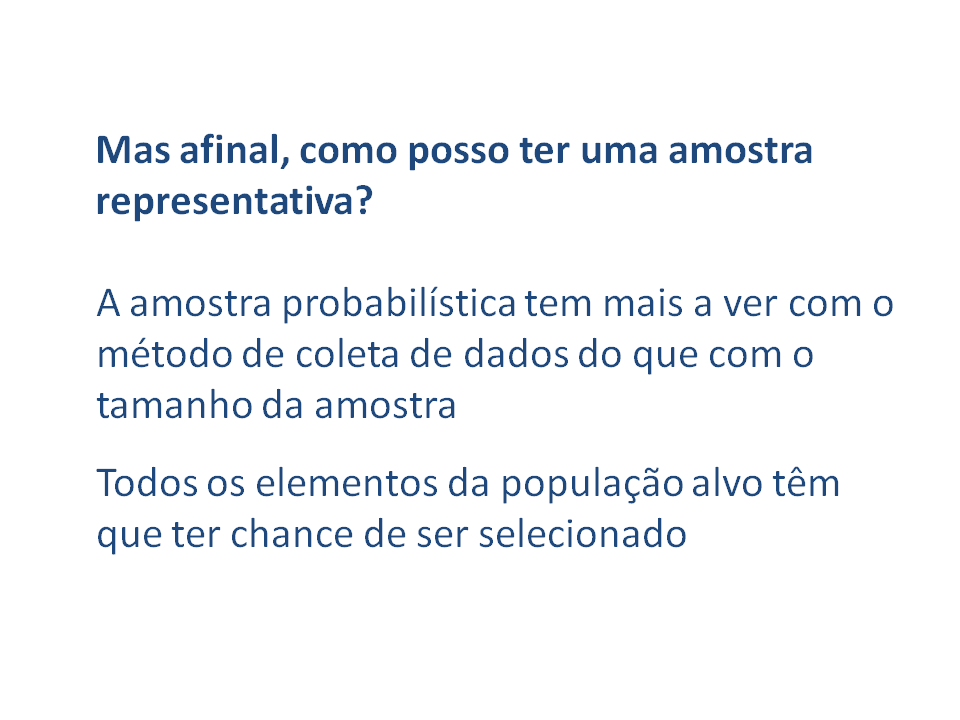 Mas afinal, como posso ter uma amostra
representativa?
A amostra probabilística tem mais a ver com o
método de coleta de dados do que com o
tamanho da amostra
Todos os elementos da população alvo têm
que ter chance de ser selecionado